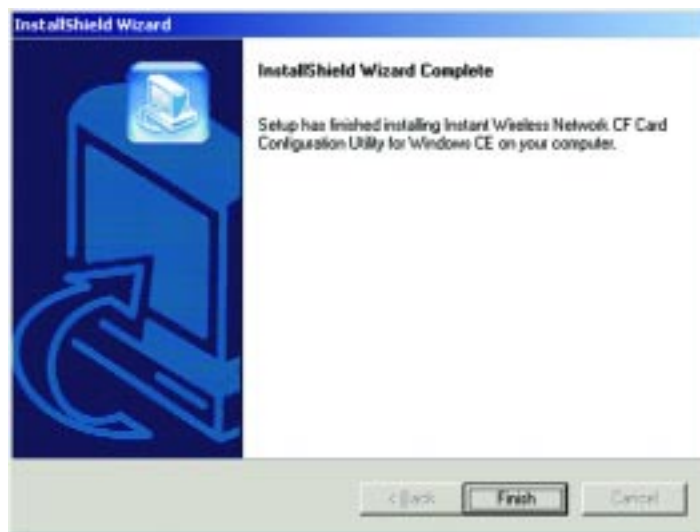 InstallShield Wizard
InstallShield Wizard Complete
Setup has finished installing Instant Wireless Network CF Card
Configuration Utility for Windows CE on your computer.
< Back
Finish
Cancel